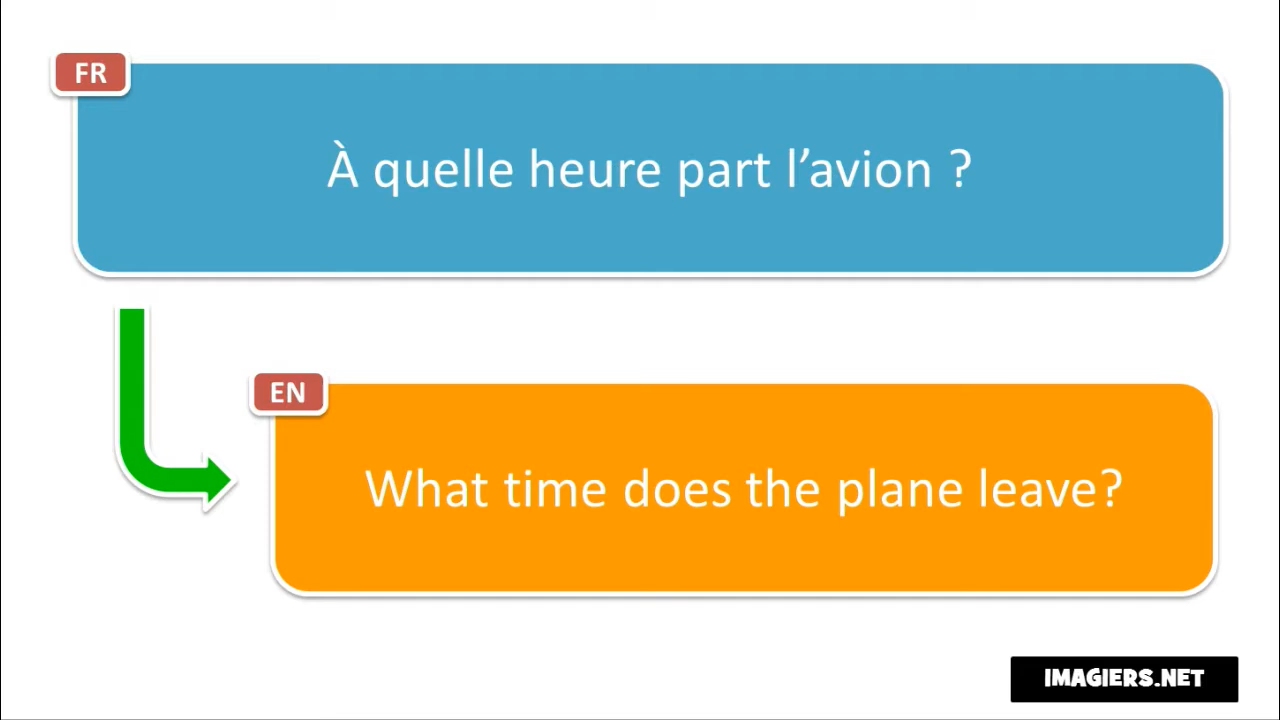 FR
À quelle heure part l’avion ?
EN
What time does the plane leave?
IMAGIERS.NET